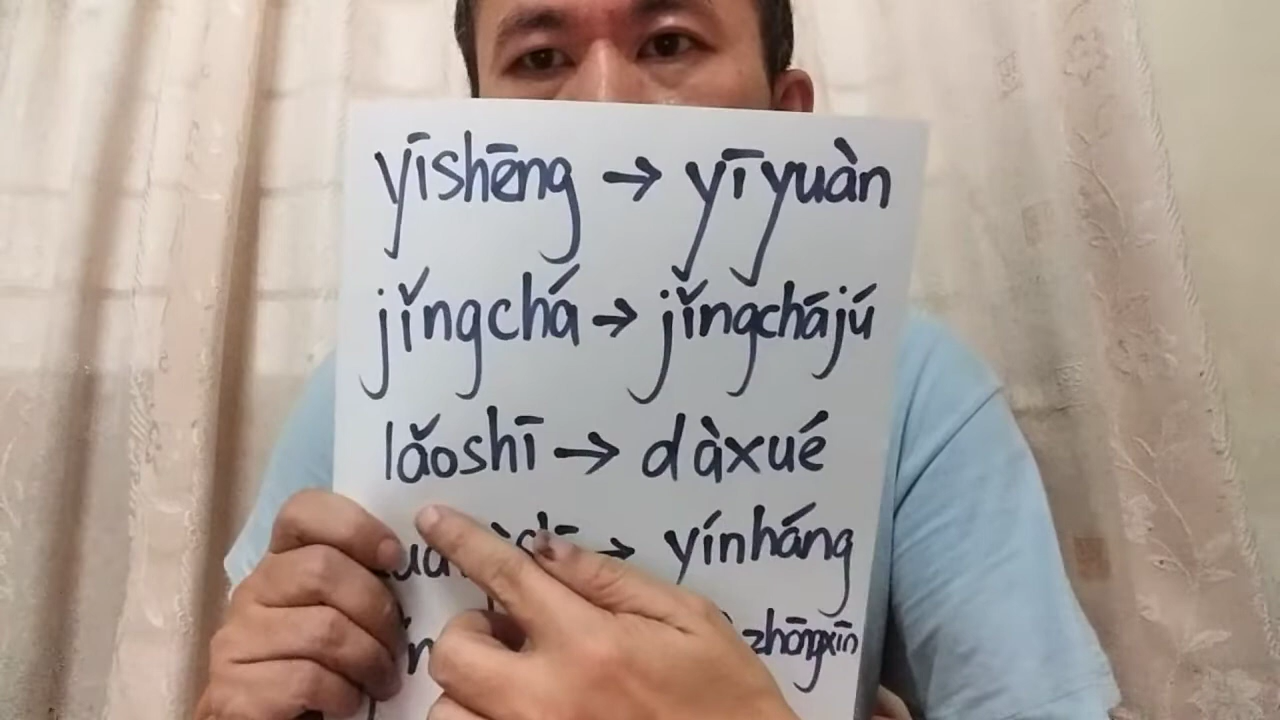 yīshēng → yīyuàn
jǐngchá → jǐngchájú
lǎoshī → dàxué
→ yínháng
zhōngxīn